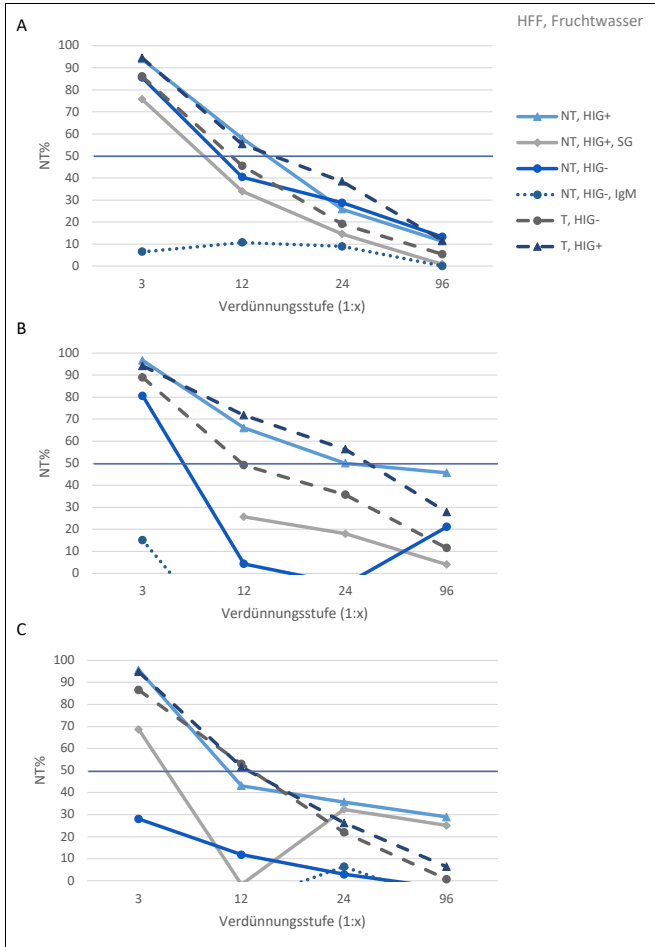 HFF, Fruchtwasser
A
100
90
80
70
60
50
40
30
20
10
0
NT%
3 12 24 96
Verdünnungsstufe (1:x)
NT, HIG+
NT, HIG+, SG
NT, HIG-
NT, HIG-, IgM
T, HIG-
T, HIG+
B
100
90
80
70
60
50
40
30
20
10
0
NT%
3 12 24 96
Verdünnungsstufe (1:x)
C
100
90
80
70
60
50
40
30
20
10
0
NT%
3 12 24 96
Verdünnungsstufe (1:x)